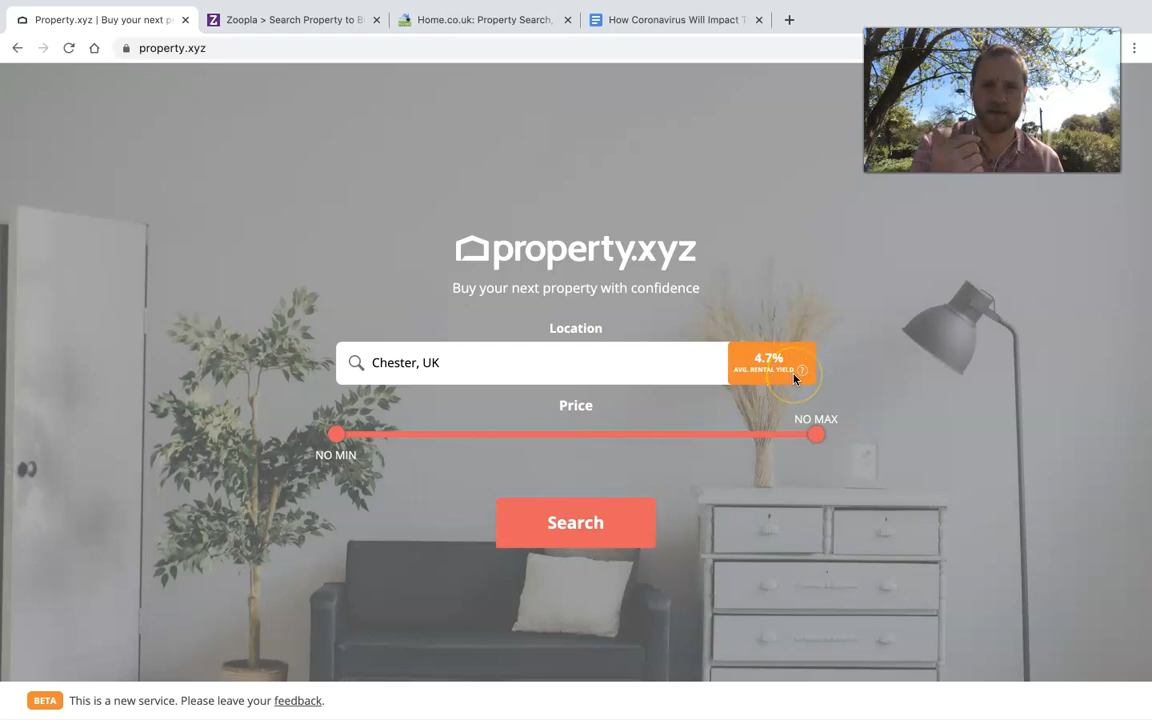 Property.xyz | Buy your next p
Zoopla > Search Property to B
Home.co.uk: Property Search,
How Coronavirus Will Impact T
property.xyz
property.xyz
Buy your next property with confidence
Location
Chester, UK
4.7%
AVG. RENTAL YIELD ?
Price
NO MAX
NO MIN
Search
BETA This is a new service. Please leave your feedback.